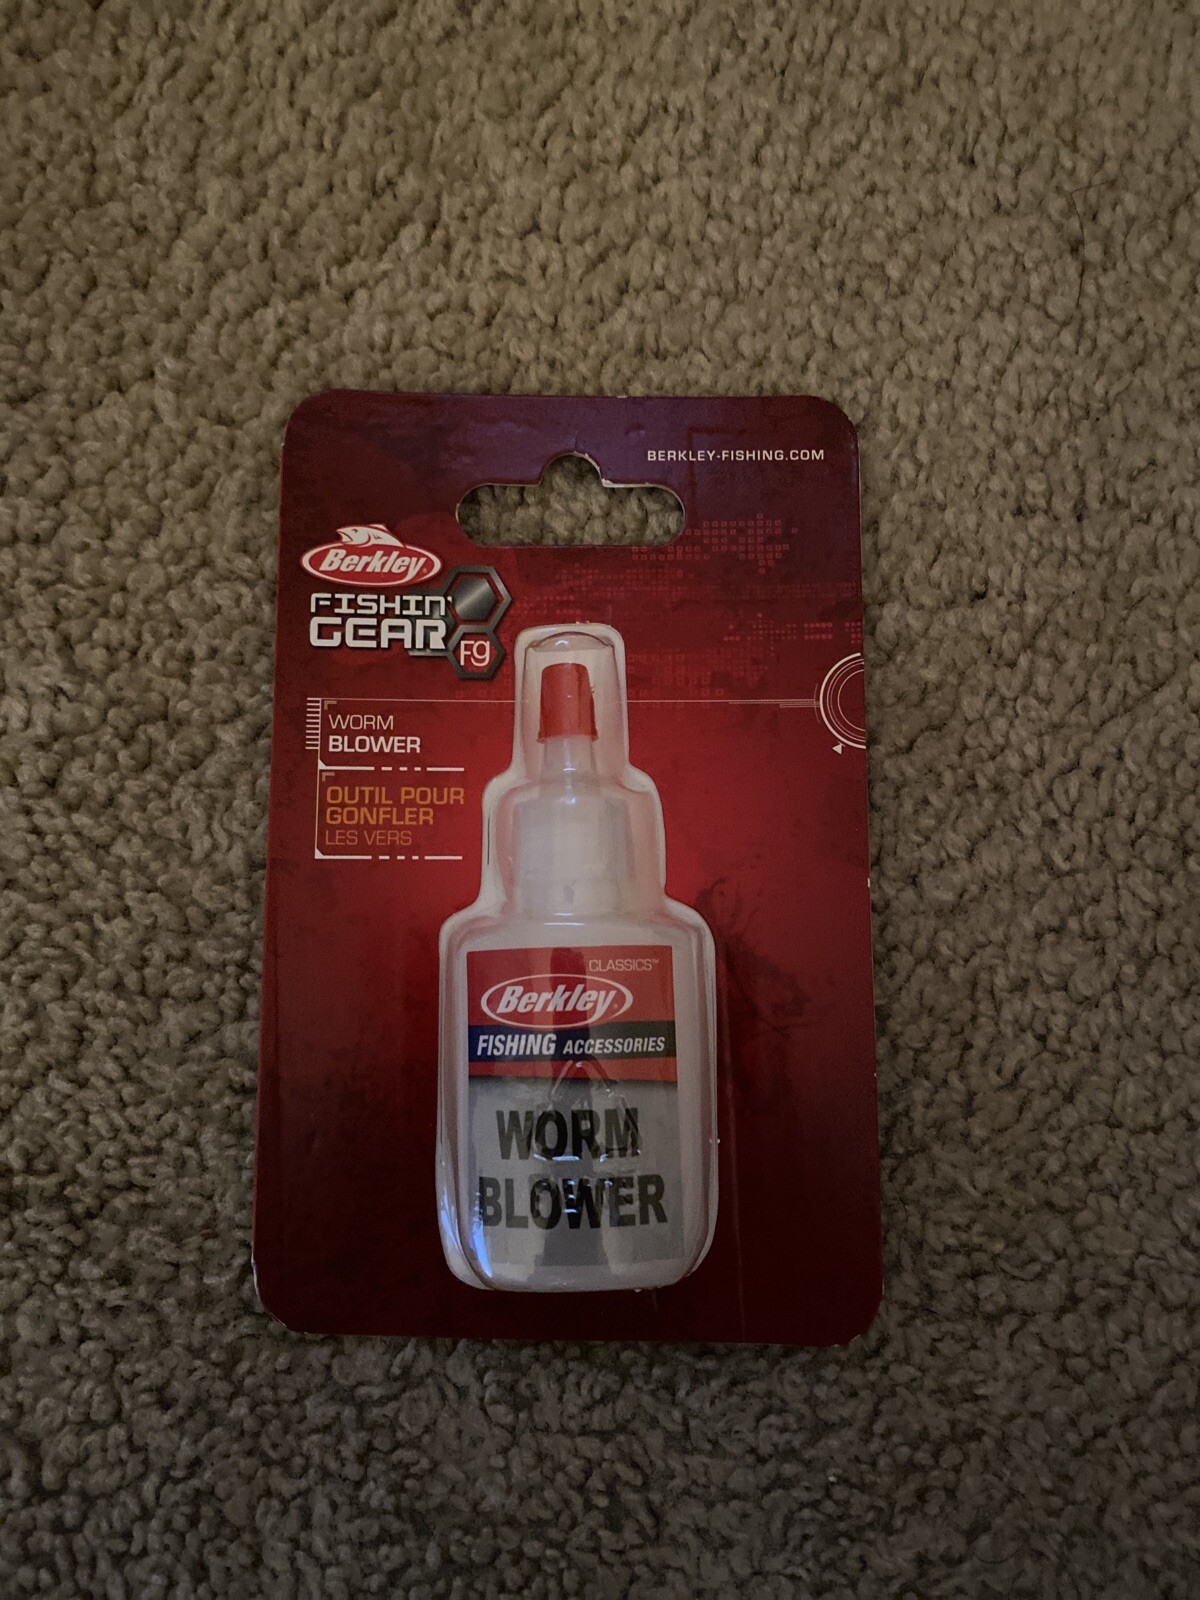 BERKLEY-FISHING.COM
Berkley
FISHIN'
GEAR
Fg
WORM
BLOWER
OUTIL POUR
GONFLER
LES VERS
CLASSICS™
Berkley
FISHING ACCESSORIES
WORM
BLOWER